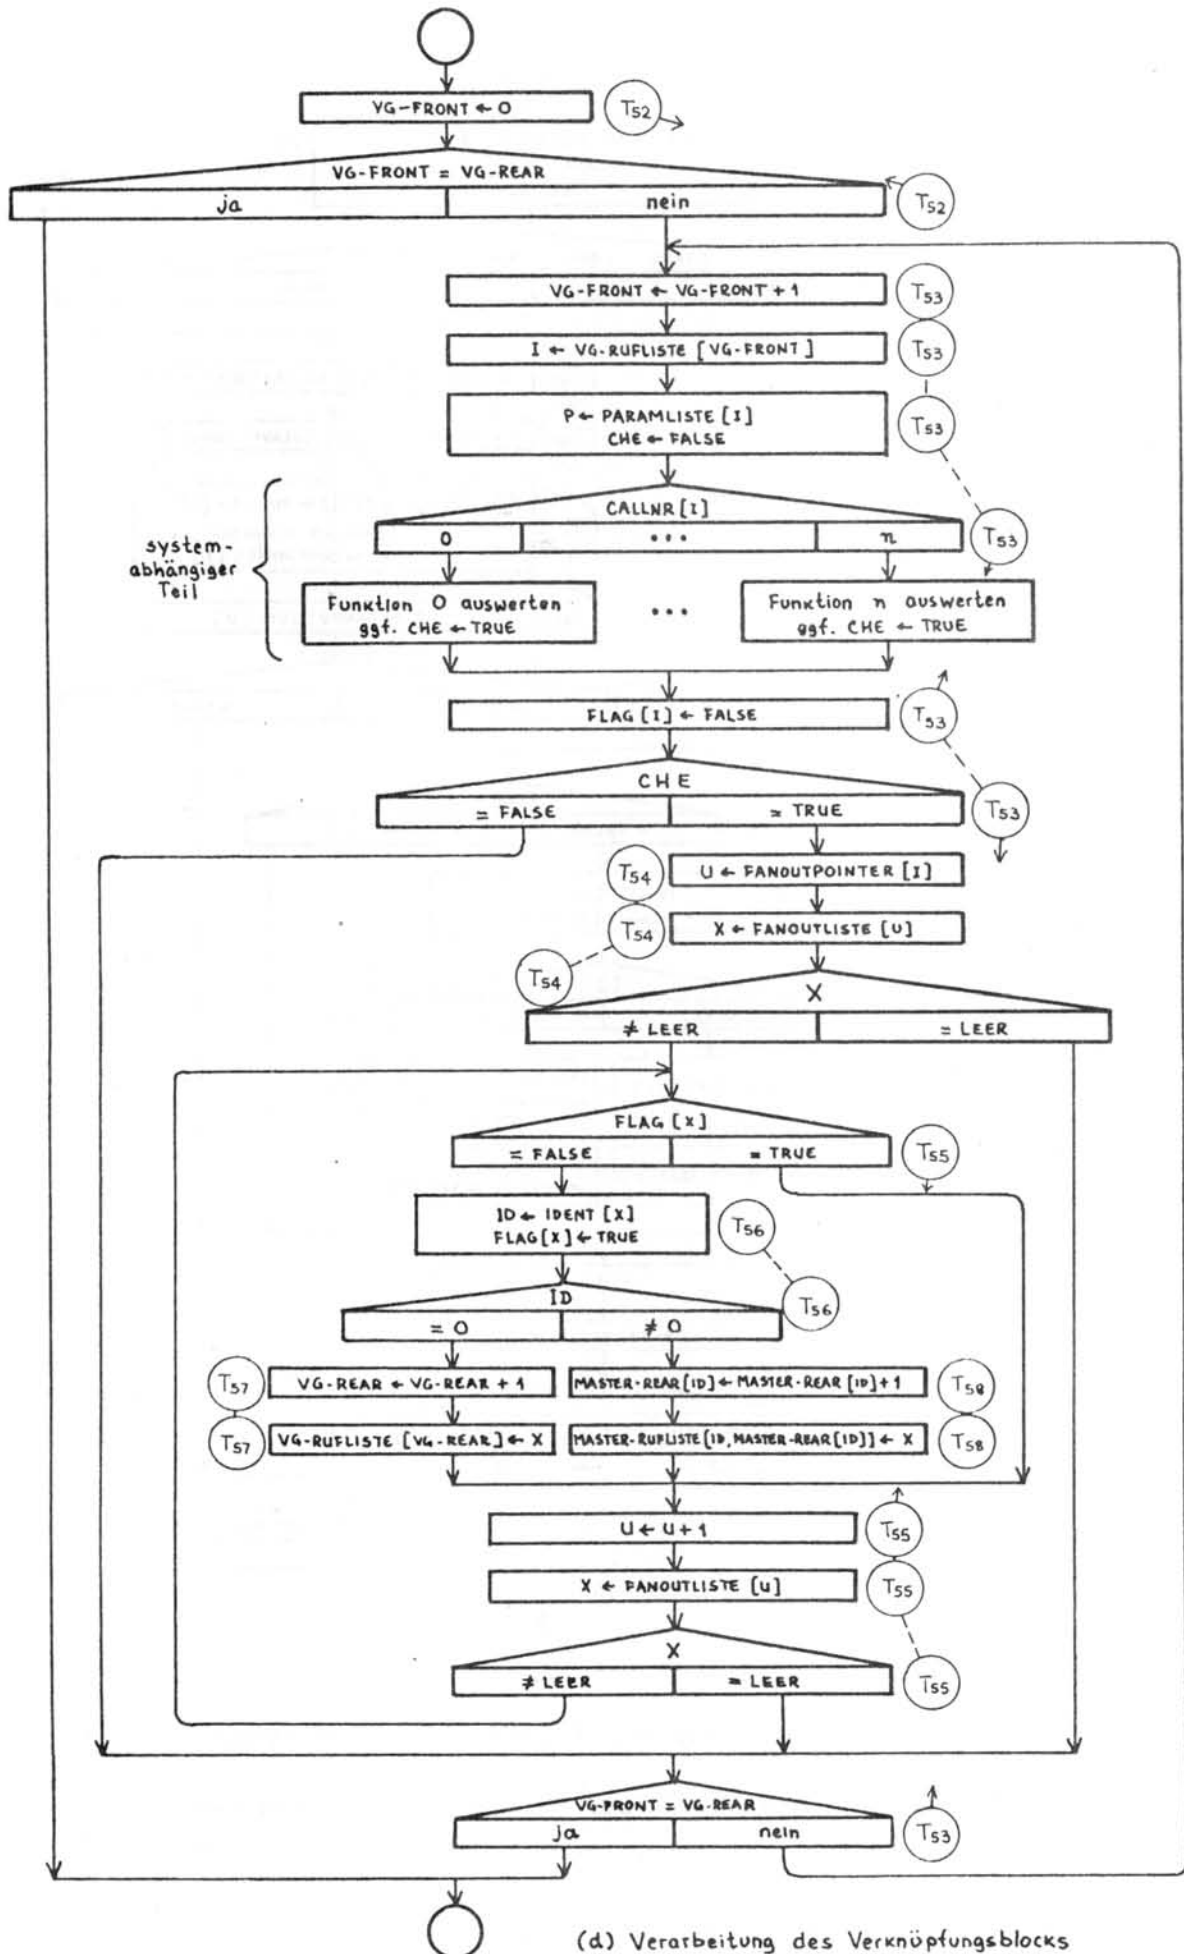 VG-FRONT ← 0
T52
VG-FRONT = VG-REAR
ja
nein
T52
VG-FRONT ← VG-FRONT + 1
T53
I ← VG-RUFLISTE [VG-FRONT]
T53
P ← PARAMLISTE [I]
CHE ← FALSE
T53
CALLNR[I]
0
...
n
T53
system-
abhängiger
Teil
Funktion 0 auswerten
ggf. CHE ← TRUE
...
Funktion n auswerten
ggf. CHE ← TRUE
FLAG [I] ← FALSE
T53
CHE
= FALSE
= TRUE
T53
T54
U ← FANOUTPOINTER [I]
T54
X ← FANOUTLISTE [U]
T54
X
≠ LEER
= LEER
FLAG [X]
= FALSE
= TRUE
T55
ID ← IDENT [X]
FLAG[X] ← TRUE
T56
ID
T56
= 0
≠ 0
T57
VG-REAR ← VG-REAR + 1
MASTER-REAR[ID] ← MASTER-REAR[ID]+1
T58
T57
VG-RUFLISTE [VG-REAR] ← X
MASTER-RUFLISTE[ID, MASTER-REAR[ID]] ← X
T58
U ← U + 1
T55
X ← FANOUTLISTE [U]
T55
X
≠ LEER
= LEER
T55
VG-FRONT = VG-REAR
ja
nein
T53
(d) Verarbeitung des Verknüpfungsblocks